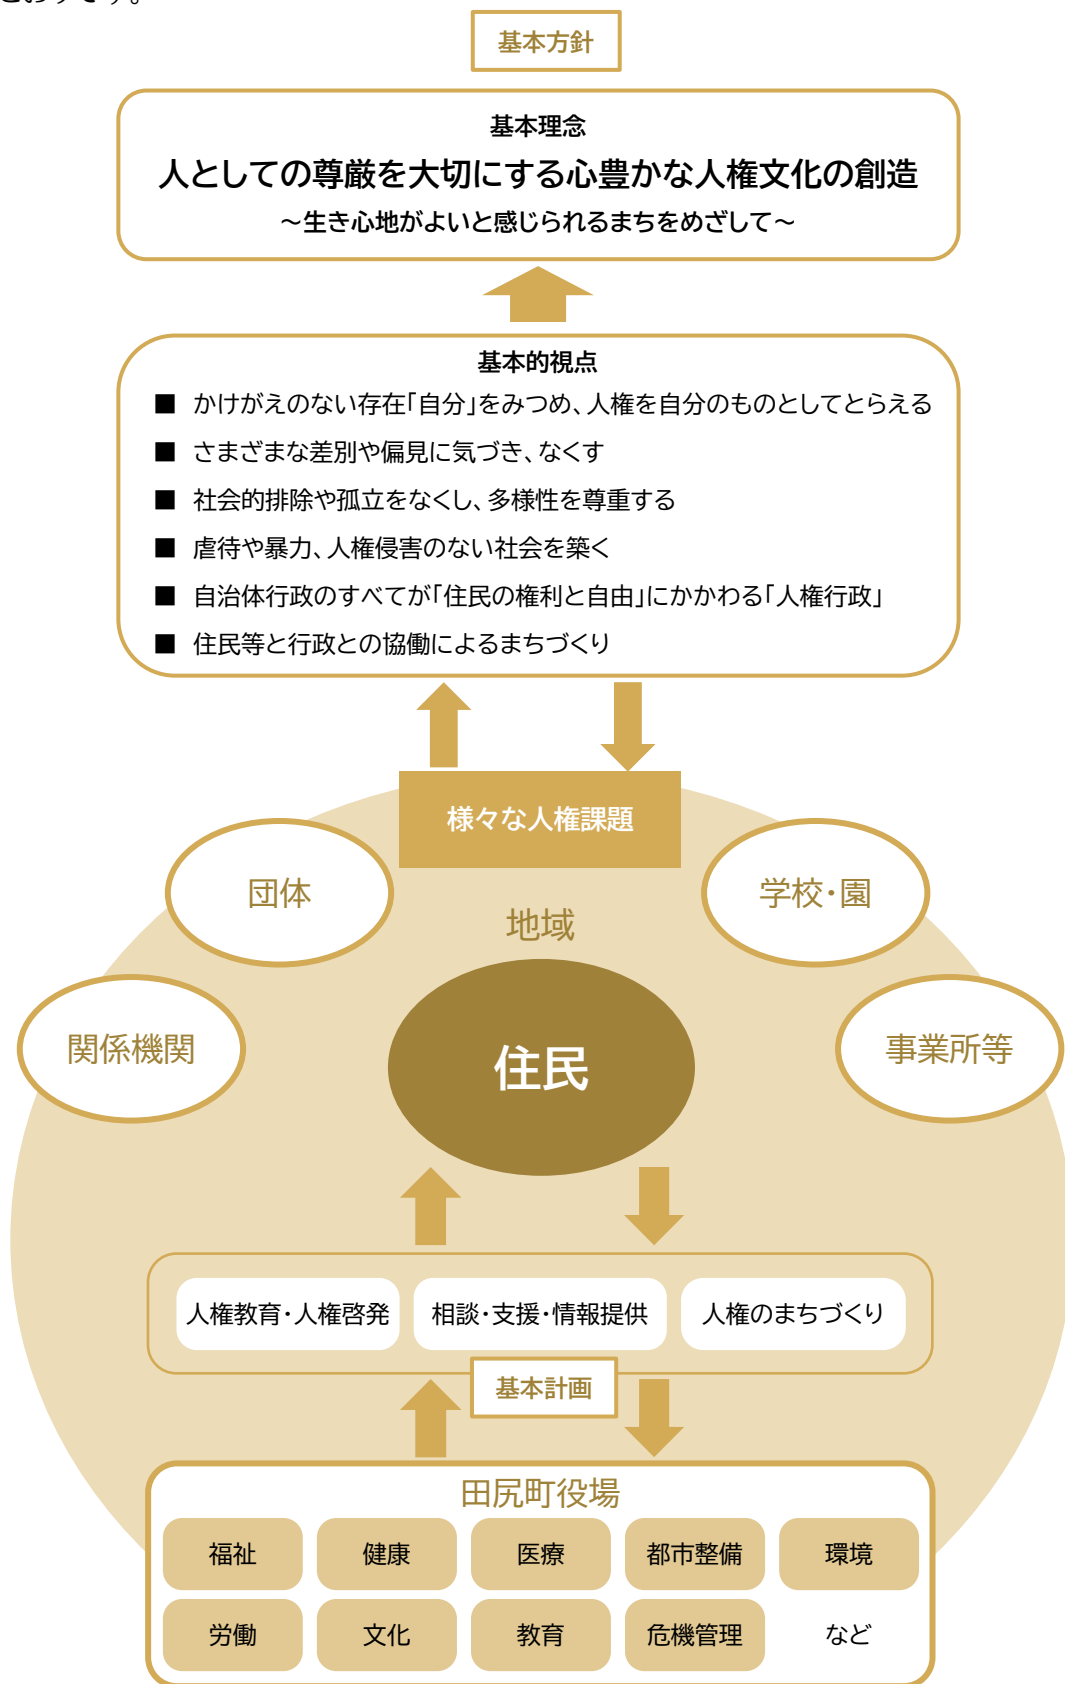 とおりです。
基本方針
基本理念
人としての尊厳を大切にする心豊かな人権文化の創造
～生き心地がよいと感じられるまちをめざして～
基本的視点
■ かけがえのない存在「自分」をみつめ、人権を自分のものとしてとらえる
■ さまざまな差別や偏見に気づき、なくす
■ 社会的排除や孤立をなくし、多様性を尊重する
■ 虐待や暴力、人権侵害のない社会を築く
■ 自治体行政のすべてが「住民の権利と自由」にかかわる「人権行政」
■ 住民等と行政との協働によるまちづくり
様々な人権課題
団体
学校・園
地域
関係機関
住民
事業所等
人権教育・人権啓発
相談・支援・情報提供
人権のまちづくり
基本計画
田尻町役場
福祉
健康
医療
都市整備
環境
労働
文化
教育
危機管理
など